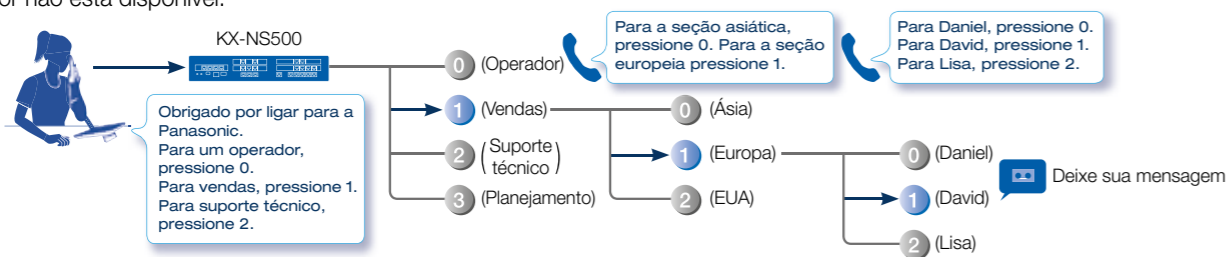 or não está disponível.
KX-NS500
Obrigado por ligar para a
Panasonic.
Para um operador,
pressione 0.
Para vendas, pressione 1.
Para suporte técnico,
pressione 2.
0 (Operador)
1 (Vendas)
2 (Suporte
técnico)
3 (Planejamento)
Para a seção asiática,
pressione 0. Para a seção
europeia pressione 1.
0 (Ásia)
1 (Europa)
2 (EUA)
Para Daniel, pressione 0.
Para David, pressione 1.
Para Lisa, pressione 2.
0 (Daniel)
1 (David)
2 (Lisa)
Deixe sua mensagem